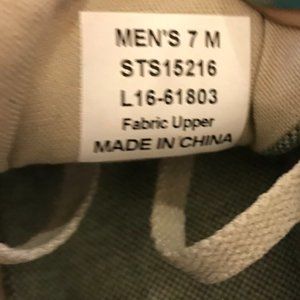 MEN'S 7 M
STS15216
L16-61803
Fabric Upper
MADE IN CHINA